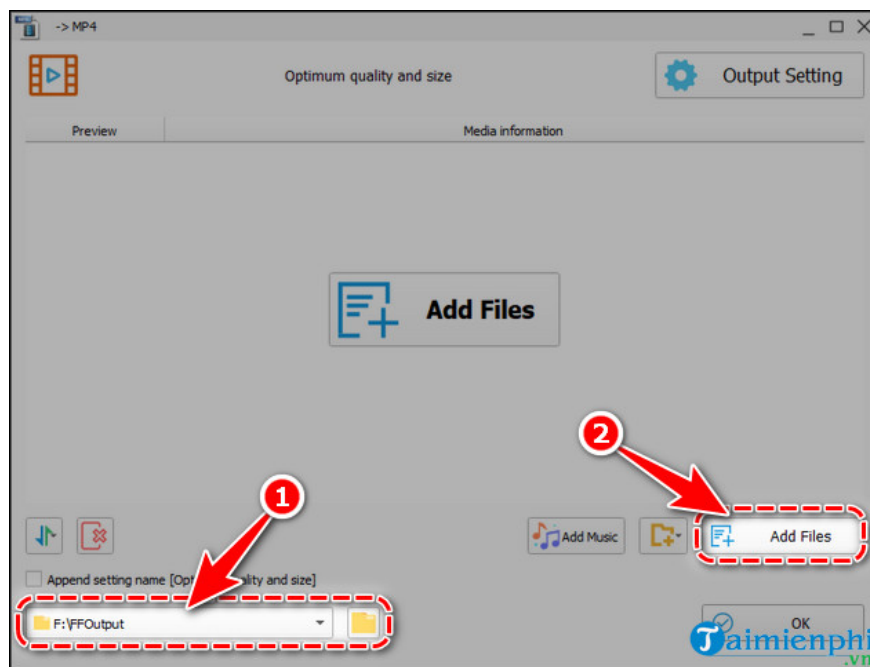 -> MP4
Optimum quality and size
Output Setting
Preview
Media information
Add Files
2
1
Add Music
Add Files
Append setting name [Opt ality and size]
F:\FFOutput
OK
Taimienphi
.vn